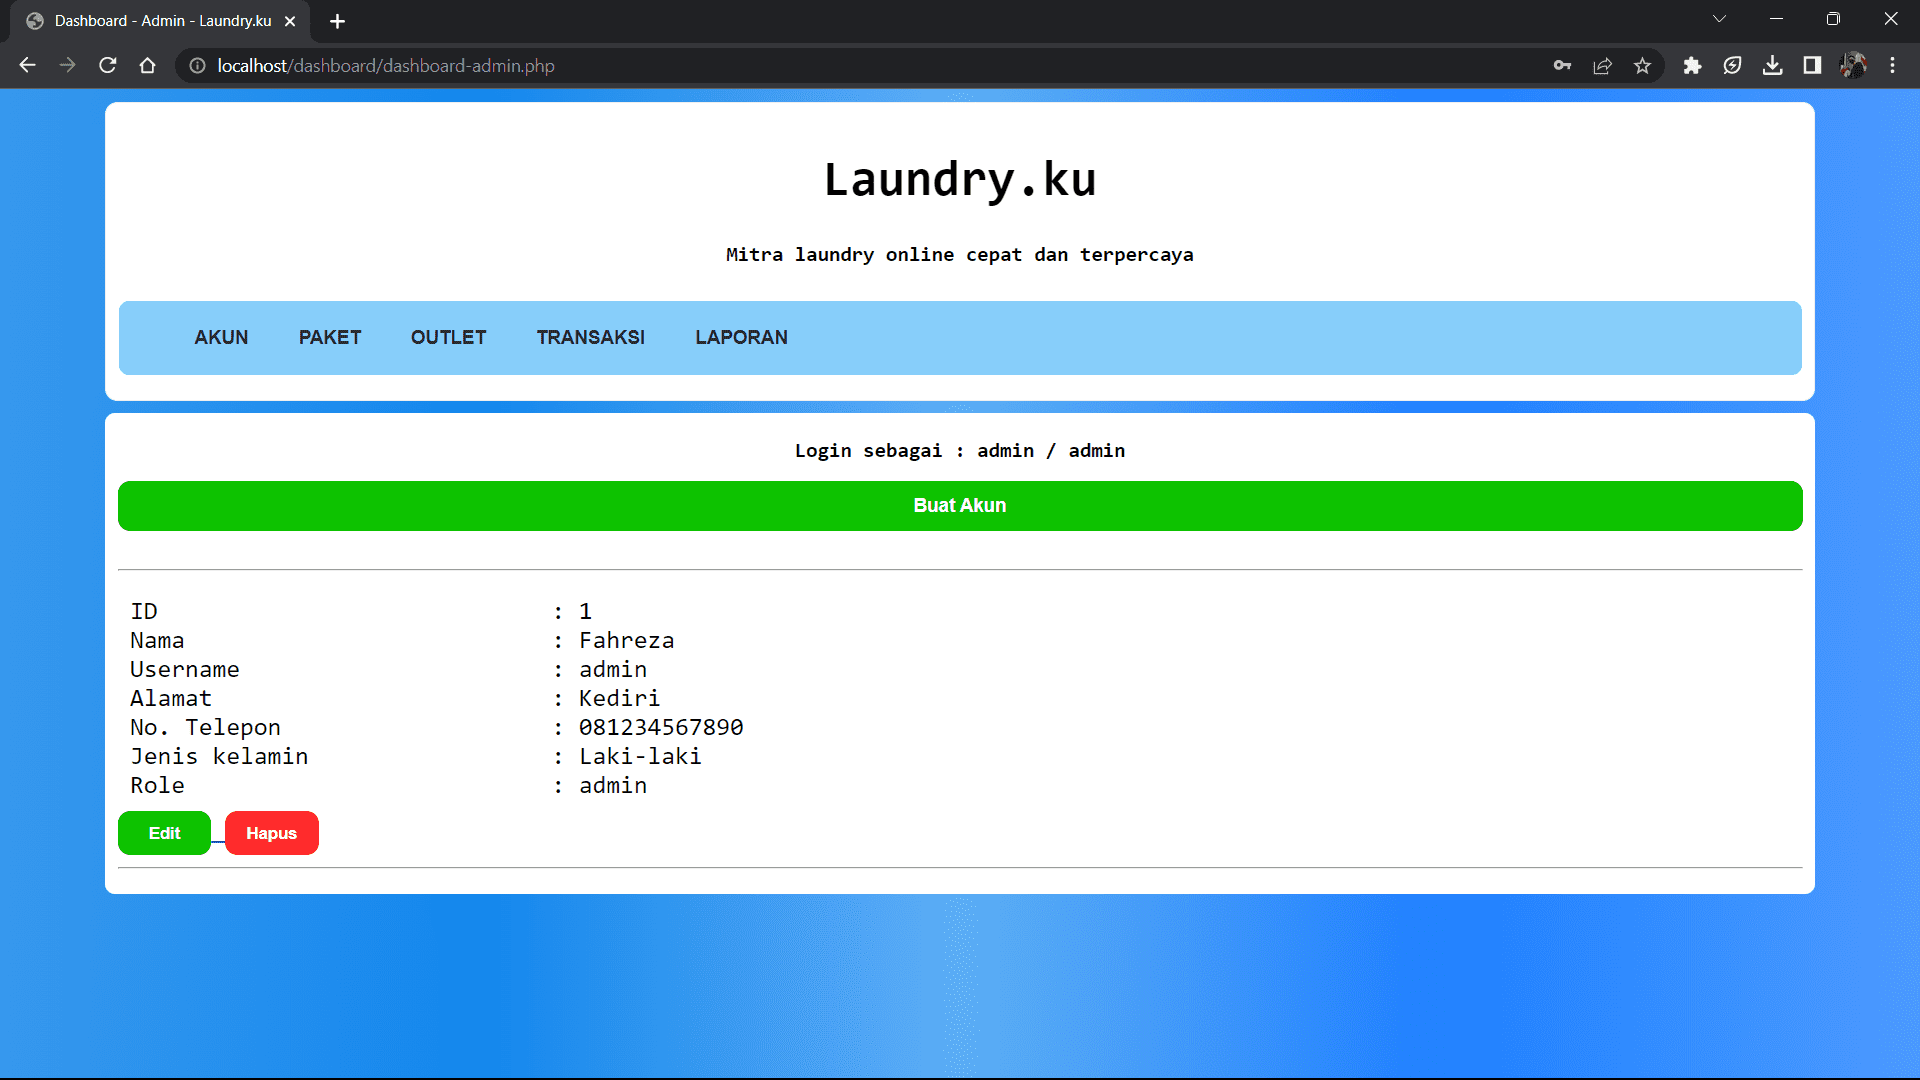 Dashboard - Admin - Laundry.ku
localhost/dashboard/dashboard-admin.php
Laundry.ku
Mitra laundry online cepat dan terpercaya
AKUN PAKET OUTLET TRANSAKSI LAPORAN
Login sebagai : admin / admin
Buat Akun
ID : 1
Nama : Fahreza
Username : admin
Alamat : Kediri
No. Telepon : 081234567890
Jenis kelamin : Laki-laki
Role : admin
Edit Hapus